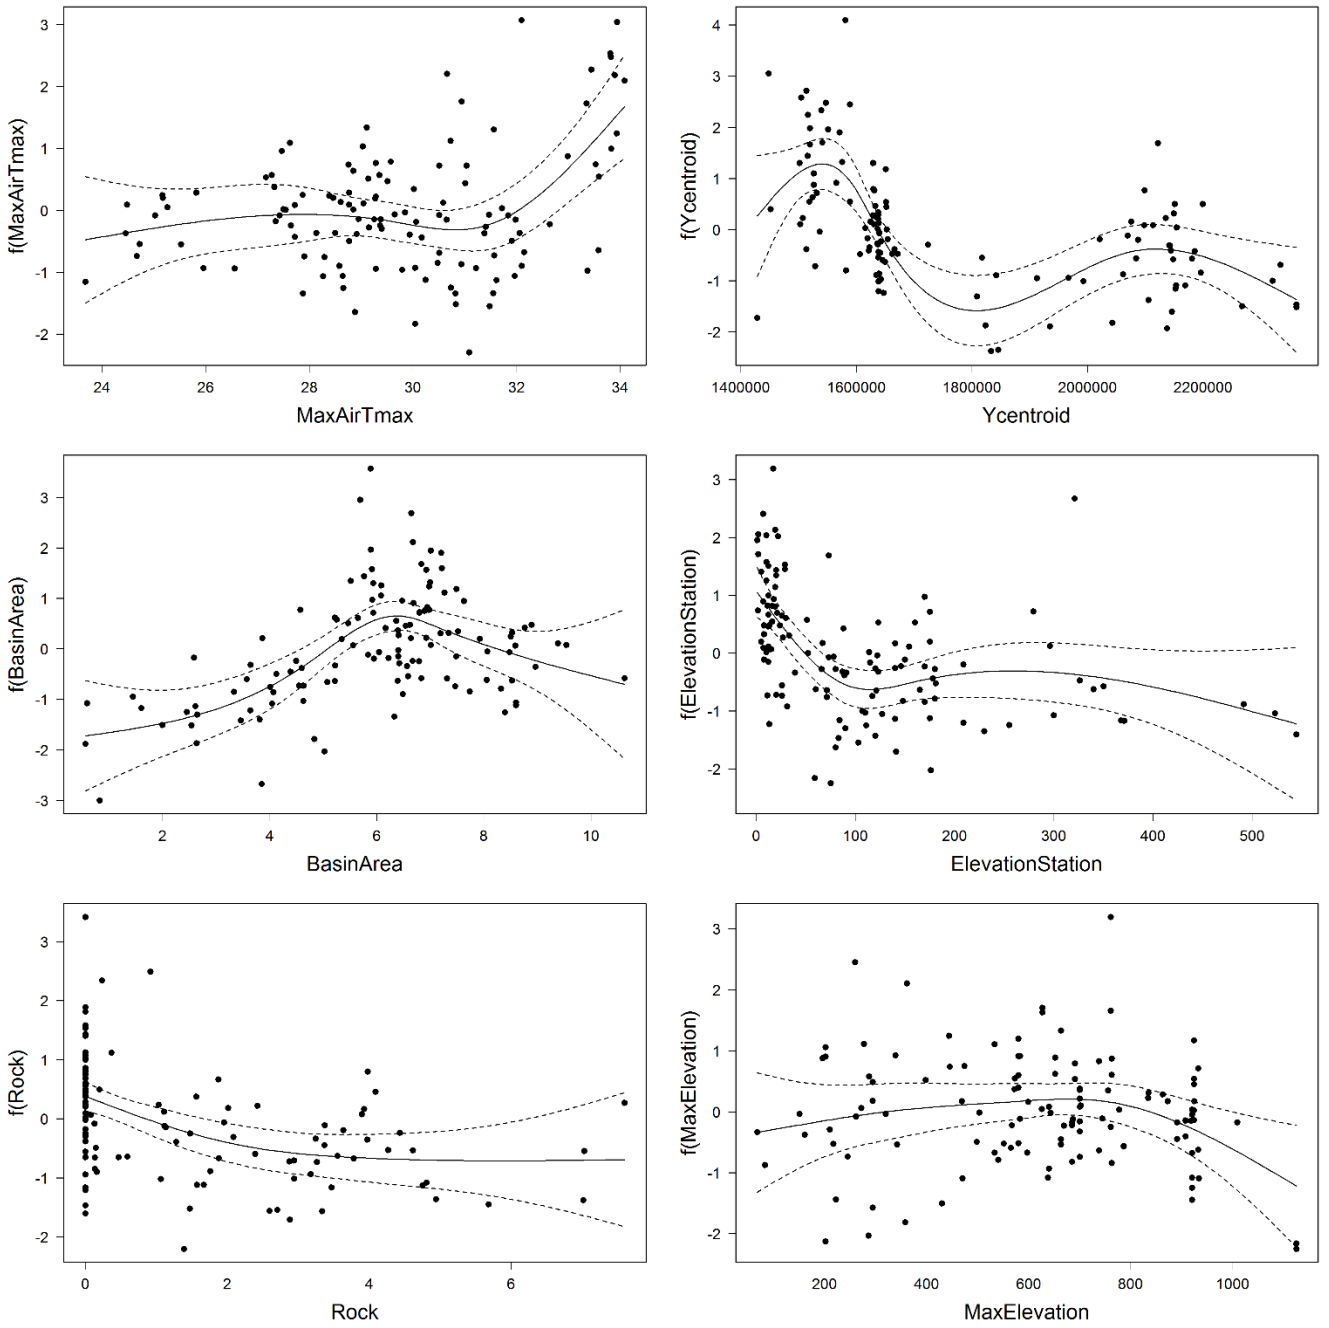 3
2
1
0
-1
-2
f(MaxAirTmax)
24 26 28 30 32 34
MaxAirTmax
4
3
2
1
0
-1
-2
f(Ycentroid)
1400000 1600000 1800000 2000000 2200000
Ycentroid
3
2
1
0
-1
-2
-3
f(BasinArea)
2 4 6 8 10
BasinArea
3
2
1
0
-1
-2
f(ElevationStation)
0 100 200 300 400 500
ElevationStation
3
2
1
0
-1
-2
f(Rock)
0 2 4 6
Rock
3
2
1
0
-1
-2
f(MaxElevation)
200 400 600 800 1000
MaxElevation